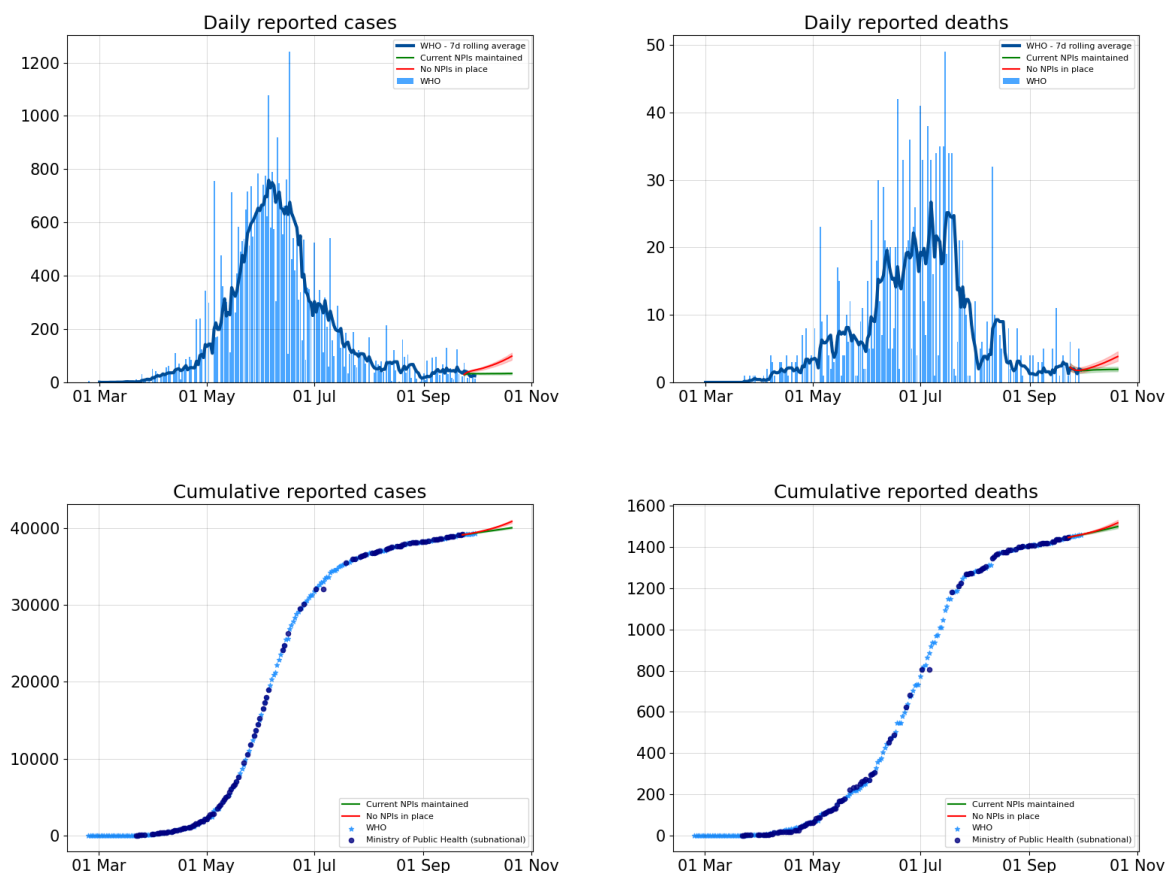 Daily reported cases
WHO - 7d rolling average
Current NPIs maintained
No NPIs in place
WHO
1200
1000
800
600
400
200
0
01 Mar
01 May
01 Jul
01 Sep
01 Nov
Daily reported deaths
WHO - 7d rolling average
Current NPIs maintained
No NPIs in place
WHO
50
40
30
20
10
0
01 Mar
01 May
01 Jul
01 Sep
01 Nov
Cumulative reported cases
40000
30000
20000
10000
0
Current NPIs maintained
No NPIs in place
WHO
Ministry of Public Health (subnational)
01 Mar
01 May
01 Jul
01 Sep
01 Nov
Cumulative reported deaths
1600
1400
1200
1000
800
600
400
200
0
Current NPIs maintained
No NPIs in place
WHO
Ministry of Public Health (subnational)
01 Mar
01 May
01 Jul
01 Sep
01 Nov